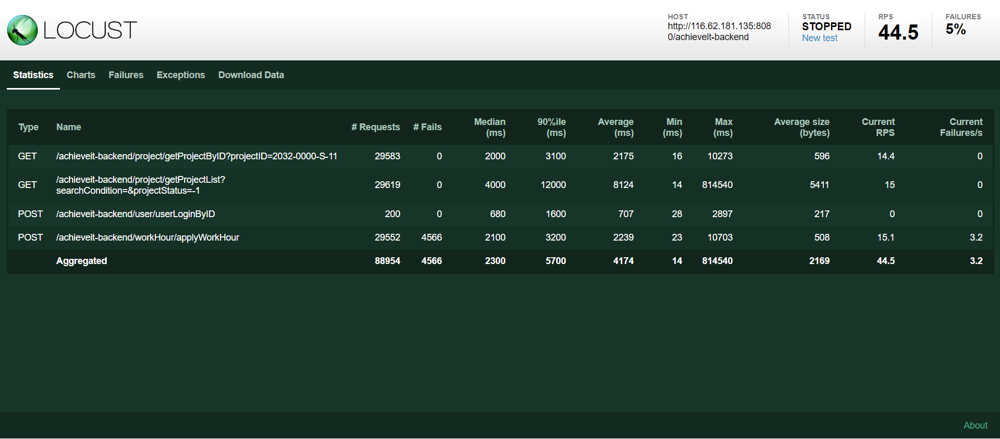 LOCUST
HOST
http://116.62.181.135:808
0/achieveit-backend
STATUS
STOPPED
New test
RPS
44.5
FAILURES
5%
Statistics Charts Failures Exceptions Download Data
Type Name # Requests # Fails Median (ms) 90%ile (ms) Average (ms) Min (ms) Max (ms) Average size (bytes) Current RPS Current Failures/s
GET /achieveit-backend/project/getProjectByID?projectID=2032-0000-S-11 29583 0 2000 3100 2175 16 10273 596 14.4 0
GET /achieveit-backend/project/getProjectList?
searchCondition=&projectStatus=-1 29619 0 4000 12000 8124 14 814540 5411 15 0
POST /achieveit-backend/user/userLoginByID 200 0 680 1600 707 28 2897 217 0 0
POST /achieveit-backend/workHour/applyWorkHour 29552 4566 2100 3200 2239 23 10703 508 15.1 3.2
Aggregated 88954 4566 2300 5700 4174 14 814540 2169 44.5 3.2
About